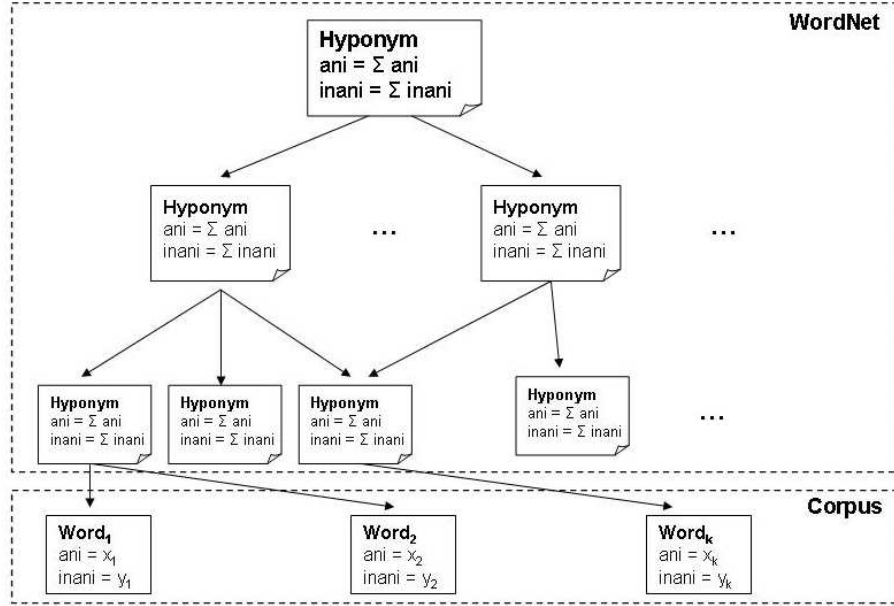 WordNet
Hyponym
ani = Σ ani
inani = Σ inani
Hyponym
ani = Σ ani
inani = Σ inani
...
Hyponym
ani = Σ ani
inani = Σ inani
...
Hyponym
ani = Σ ani
inani = Σ inani
Hyponym
ani = Σ ani
inani = Σ inani
Hyponym
ani = Σ ani
inani = Σ inani
Hyponym
ani = Σ ani
inani = Σ inani
...
Corpus
Word₁
ani = x₁
inani = y₁
Word₂
ani = x₂
inani = y₂
Wordₖ
ani = xₖ
inani = yₖ